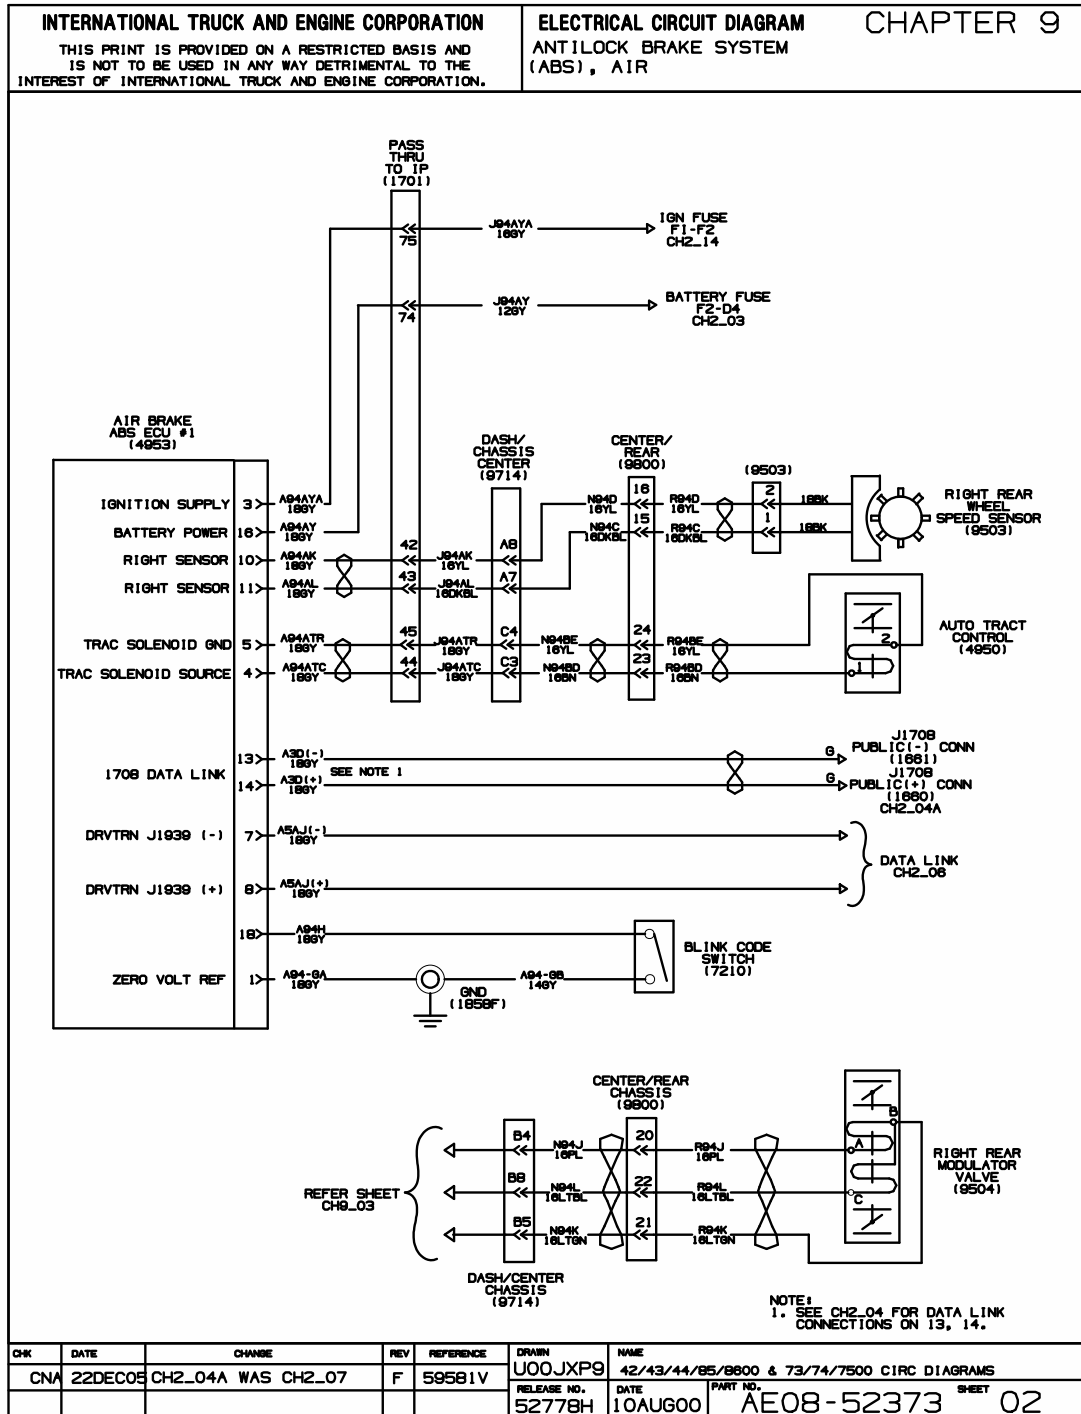 INTERNATIONAL TRUCK AND ENGINE CORPORATION
THIS PRINT IS PROVIDED ON A RESTRICTED BASIS AND
IS NOT TO BE USED IN ANY WAY DETRIMENTAL TO THE
INTEREST OF INTERNATIONAL TRUCK AND ENGINE CORPORATION.
ELECTRICAL CIRCUIT DIAGRAM
ANTILOCK BRAKE SYSTEM
(ABS), AIR
CHAPTER 9
PASS
THRU
TO IP
(1701)
75
J94AYA
16GY
IGN FUSE
F1-F2
CH2_14
74
J94AY
12GY
BATTERY FUSE
F2-D4
CH2_03
AIR BRAKE
ABS ECU #1
(4953)
DASH/
CHASSIS
CENTER
(9714)
CENTER/
REAR
(9800)
(9503)
IGNITION SUPPLY 3
A94AYA
18GY
BATTERY POWER 16
A94AY
18GY
RIGHT SENSOR 10
A94AK
18GY
42
J94AK
16YL
A8
N94D
16YL
16
R94D
16YL
2
18BK
RIGHT SENSOR 11
A94AL
18GY
43
J94AL
16DKBL
A7
N94C
16DKBL
15
R94C
16DKBL
1
18BK
RIGHT REAR
WHEEL
SPEED SENSOR
(9503)
TRAC SOLENOID GND 5
A94ATR
18GY
45
J94ATR
18GY
C4
N94BE
16YL
24
R94BE
16YL
2
TRAC SOLENOID SOURCE 4
A94ATC
18GY
44
J94ATC
18GY
C3
N94BD
16BN
23
R94BD
16BN
1
AUTO TRACT
CONTROL
(4950)
1708 DATA LINK
13
A3D(-)
18GY
SEE NOTE 1
14
A3D(+)
18GY
G
G
J1708
PUBLIC(-) CONN
(1661)
J1708
PUBLIC(+) CONN
(1660)
CH2_04A
DRVTRN J1939 (-) 7
A5AJ(-)
18GY
DRVTRN J1939 (+) 8
A5AJ(+)
18GY
DATA LINK
CH2_06
18
A94H
18GY
ZERO VOLT REF 1
A94-GA
18GY
GND
(1858F)
A94-GB
14GY
BLINK CODE
SWITCH
(7210)
CENTER/REAR
CHASSIS
(9800)
REFER SHEET
CH9_03
B4
N94J
16PL
20
R94J
16PL
A
B
B8
N94L
16LTBL
22
R94L
16LTBL
C
B5
N94K
16LTGN
21
R94K
16LTGN
RIGHT REAR
MODULATOR
VALVE
(9504)
DASH/CENTER
CHASSIS
(9714)
NOTE:
1. SEE CH2_04 FOR DATA LINK
CONNECTIONS ON 13, 14.
CHK DATE CHANGE REV REFERENCE
CNA 22DEC05 CH2_04A WAS CH2_07 F 59581V
DRAWN
U00JXP9
NAME
42/43/44/85/8600 & 73/74/7500 CIRC DIAGRAMS
RELEASE NO.
52778H
DATE
10AUG00
PART NO.
AE08-52373
SHEET
02